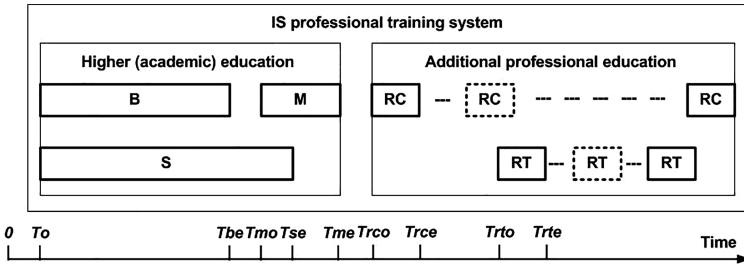 IS professional training system
Higher (academic) education
Additional professional education
B
M
RC
---
RC
--- --- --- --- --- ---
RC
S
RT
---
RT
---
RT
0
To
Tbe
Tmo
Tse
Tme
Trco
Trce
Trto
Trte
Time